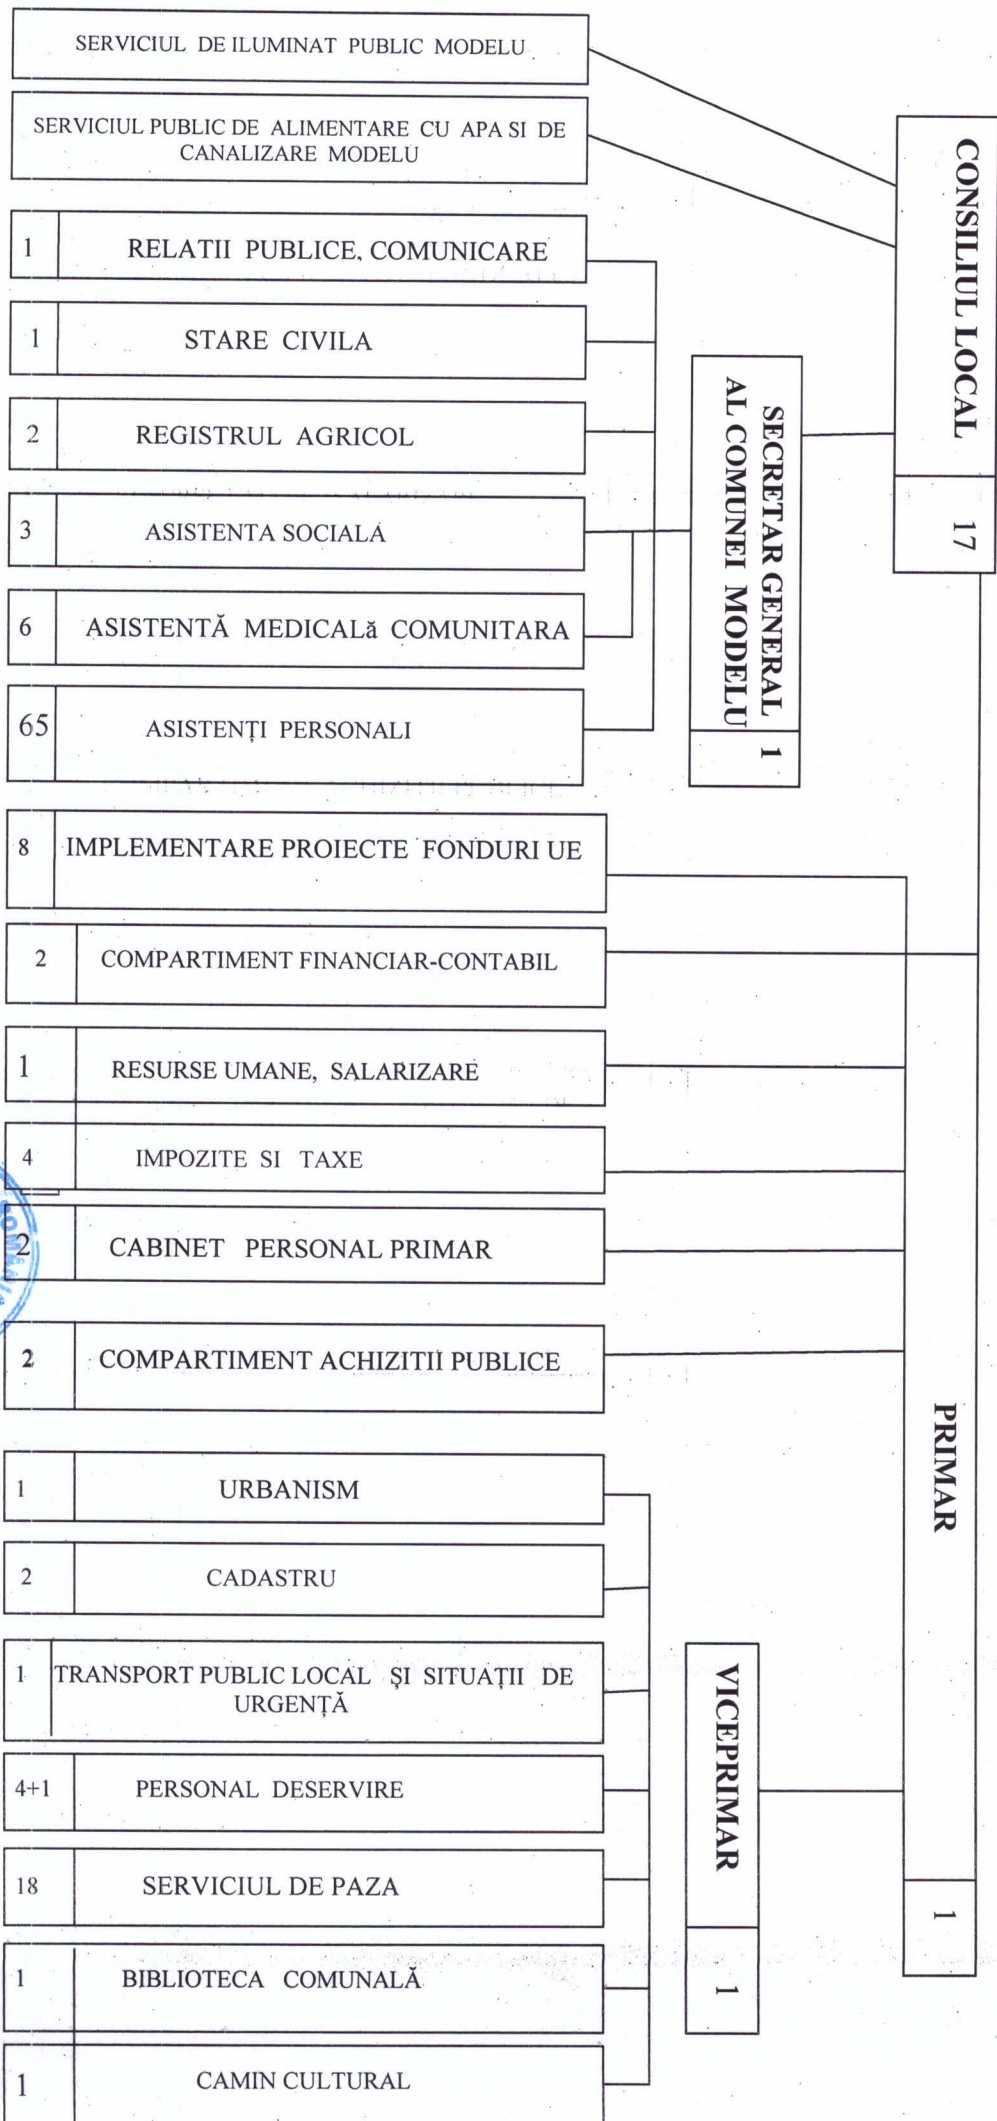 SERVICIUL DE ILUMINAT PUBLIC MODELU
SERVICIUL PUBLIC DE ALIMENTARE CU APA SI DE
CANALIZARE MODELU
CONSILIUL LOCAL
17
1
RELATII PUBLICE, COMUNICARE
1
STARE CIVILA
2
REGISTRUL AGRICOL
3
ASISTENTA SOCIALA
6
ASISTENTĂ MEDICALă COMUNITARA
65
ASISTENȚI PERSONALI
SECRETAR GENERAL
AL COMUNEI MODELU
1
8
IMPLEMENTARE PROIECTE FONDURI UE
2
COMPARTIMENT FINANCIAR-CONTABIL
1
RESURSE UMANE, SALARIZARE
4
IMPOZITE SI TAXE
2
CABINET PERSONAL PRIMAR
2
COMPARTIMENT ACHIZITII PUBLICE
PRIMAR
1
1
URBANISM
2
CADASTRU
1
TRANSPORT PUBLIC LOCAL ȘI SITUAȚII DE
URGENȚĂ
4+1
PERSONAL DESERVIRE
18
SERVICIUL DE PAZA
1
BIBLIOTECA COMUNALĂ
1
CAMIN CULTURAL
VICEPRIMAR
1